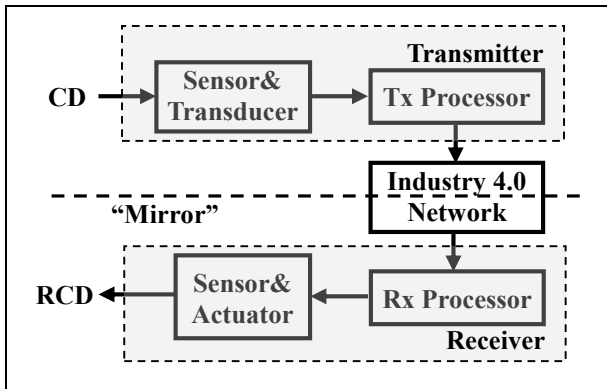 Transmitter
CD
Sensor&
Transducer
Tx Processor
Industry 4.0
Network
“Mirror”
RCD
Sensor&
Actuator
Rx Processor
Receiver